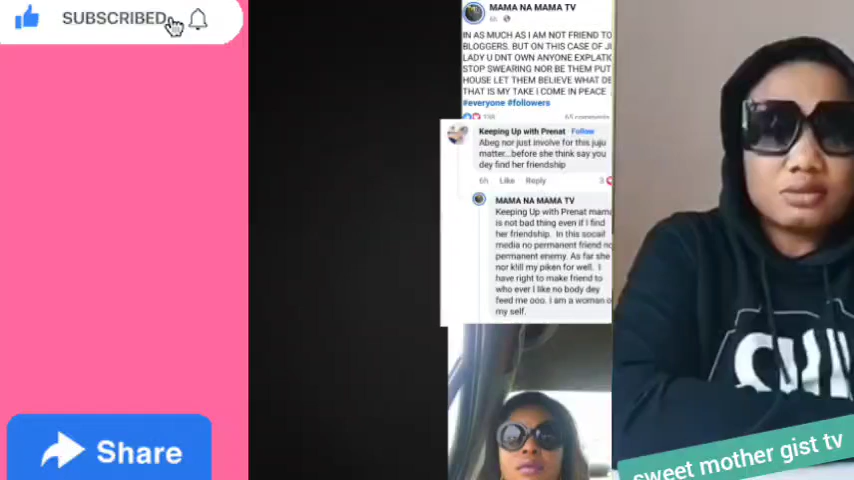 SUBSCRIBED
Share
MAMA NA MAMA TV
6h
IN AS MUCH AS I AM NOT FRIEND TO
BLOGGERS. BUT ON THIS CASE OF
LADY U DNT OWN ANYONE
STOP SWEARING NOR BE THEM PUT
HOUSE LET THEM BELIEVE WHAT
THAT IS MY TAKE I COME IN PEACE
#everyone #followers
Keeping Up with Prenat · Follow
Abeg nor just involve for this juju
matter...before she think say you
dey find her friendship
6h Like Reply 3
MAMA NA MAMA TV
Keeping Up with Prenat mama
is not bad thing even if I find
her friendship. In this socail
media no permanent friend no
permanent enemy. As far she
nor klill my piken for well. I
have right to make friend to
who ever I like no body dey
feed me ooo. I am a woman
my self.
sweet mother gist tv